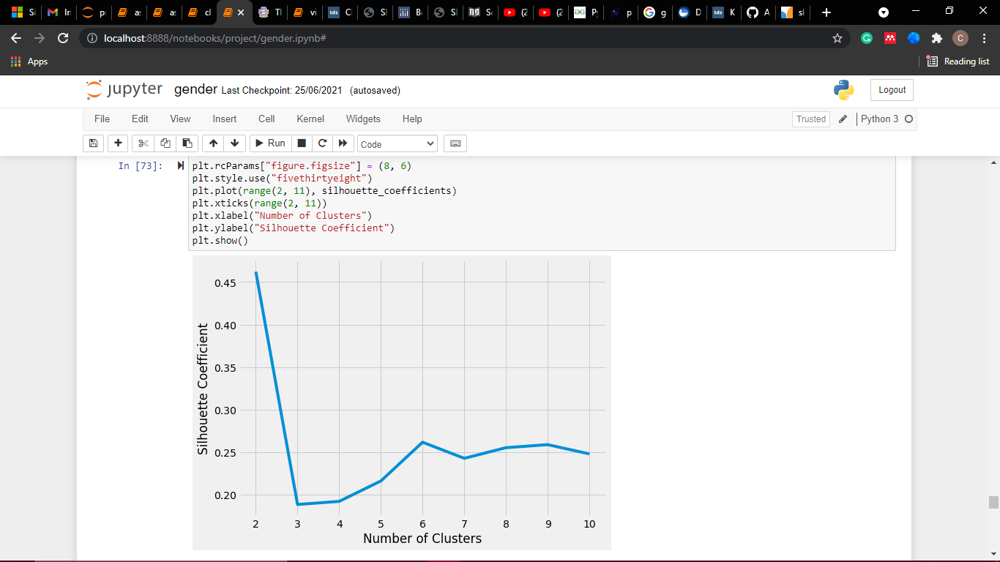 Si
M Ir
p
a
a
cl
Tl
vi
tds C
Sl
B
Sl
S
(2
(2
P
p
g
D
tds K
A
sl
localhost:8888/notebooks/project/gender.ipynb#
C
Apps
Reading list
jupyter gender Last Checkpoint: 25/06/2021 (autosaved)
Logout
File Edit View Insert Cell Kernel Widgets Help
Trusted Python 3
Run Code
In [73]:
plt.rcParams["figure.figsize"] = (8, 6)
plt.style.use("fivethirtyeight")
plt.plot(range(2, 11), silhouette_coefficients)
plt.xticks(range(2, 11))
plt.xlabel("Number of Clusters")
plt.ylabel("Silhouette Coefficient")
plt.show()
Silhouette Coefficient
0.45
0.40
0.35
0.30
0.25
0.20
2 3 4 5 6 7 8 9 10
Number of Clusters